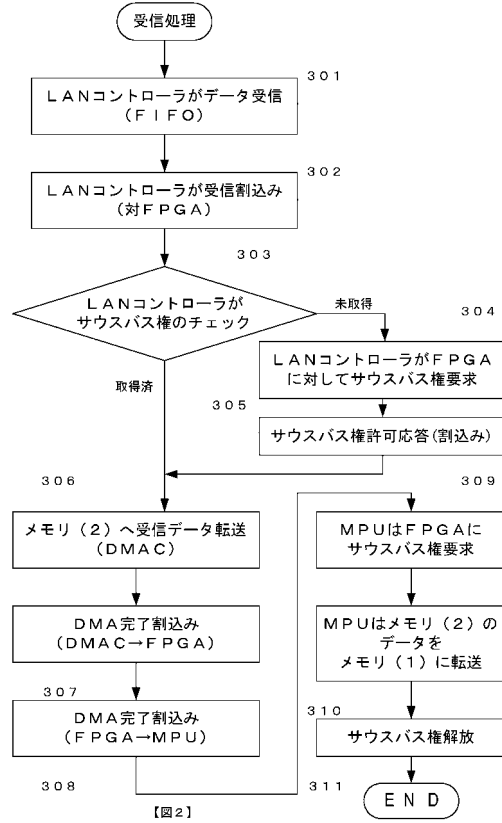 受信処理
301
LANコントローラがデータ受信
(FIFO)
302
LANコントローラが受信割込み
(対FPGA)
303
LANコントローラが
サウスバス権のチェック
未取得
304
LANコントローラがFPGA
に対してサウスバス権要求
取得済
305
サウスバス権許可応答(割込み)
306
メモリ(2)へ受信データ転送
(DMAC)
DMA完了割込み
(DMAC→FPGA)
307
DMA完了割込み
(FPGA→MPU)
308
309
MPUはFPGAに
サウスバス権要求
MPUはメモリ(2)の
データを
メモリ(1)に転送
310
サウスバス権解放
311
END
【図2】